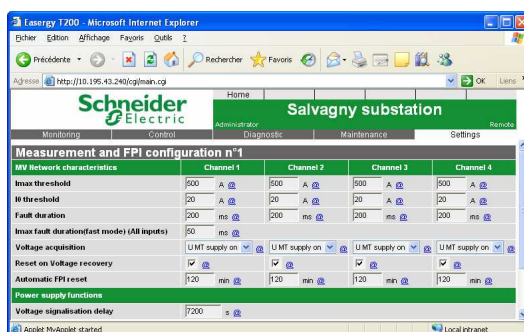 Easergy T200 - Microsoft Internet Explorer
Fichier Edition Affichage Favoris Outils ?
Précédente Rechercher Favoris
Adresse http://10.195.43.240/cgi/main.cgi OK Liens
Schneider Electric
Home
Salvagny substation
Administrator Remote
Monitoring Control Diagnostic Maintenance Settings
Measurement and FPI configuration n°1
MV Network characteristics Channel 1 Channel 2 Channel 3 Channel 4
Imax threshold 500 A @ 500 A @ 500 A @ 500 A @
I0 threshold 20 A @ 20 A @ 20 A @ 20 A @
Fault duration 200 ms @ 200 ms @ 200 ms @ 200 ms @
Imax fault duration(fast mode) (All inputs) 50 ms @
Voltage acquisition U MT supply on @ U MT supply on @ U MT supply on @ U MT supply on @
Reset on Voltage recovery @ @ @ @
Automatic FPI reset 120 min @ 120 min @ 120 min @ 120 min @
Power supply functions
Voltage signalisation delay 7200 s @
Applet MyApplet started Local intranet